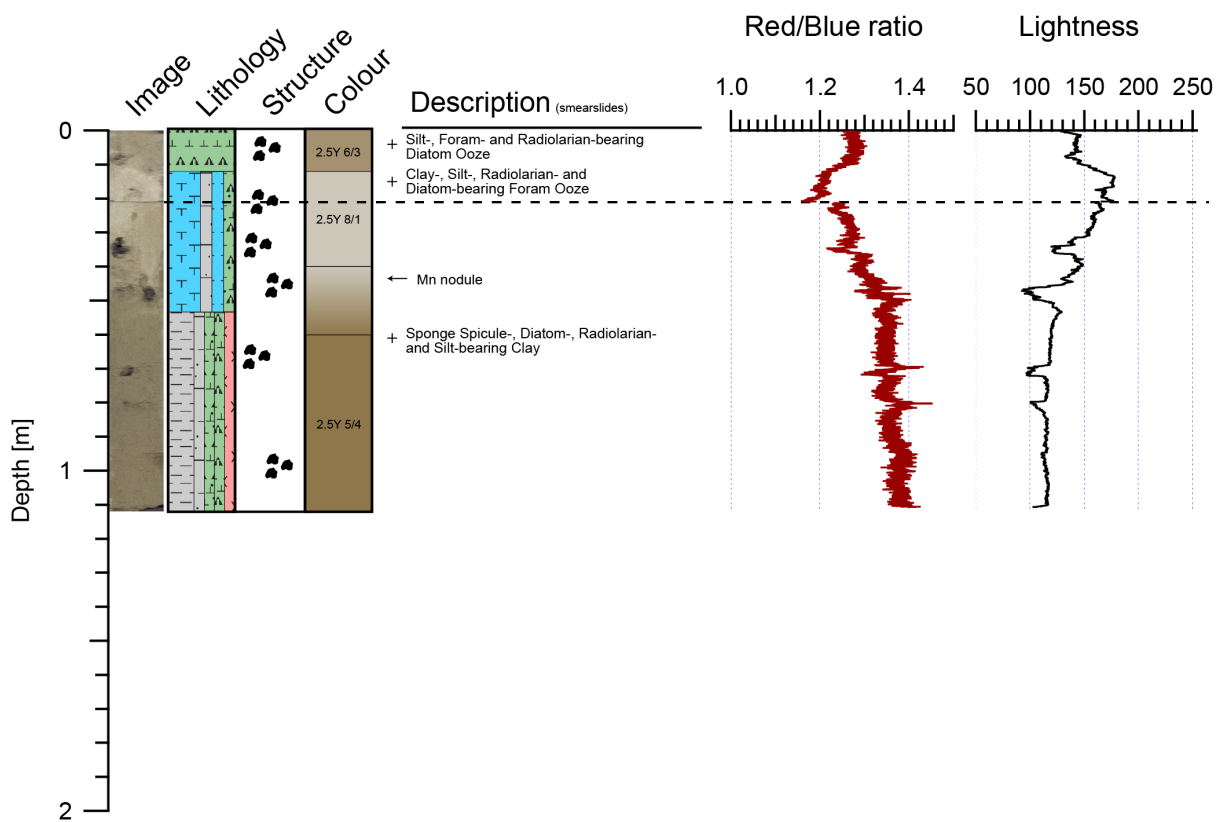 Image
Lithology
Structure
Colour
Description (smearslides)
Red/Blue ratio
Lightness
1.0 1.2 1.4
50 100 150 200 250
0
2.5Y 6/3
+ Silt-, Foram- and Radiolarian-bearing
Diatom Ooze
+ Clay-, Silt-, Radiolarian- and
Diatom-bearing Foram Ooze
2.5Y 8/1
← Mn nodule
+ Sponge Spicule-, Diatom-, Radiolarian-
and Silt-bearing Clay
2.5Y 5/4
Depth [m]
1
2